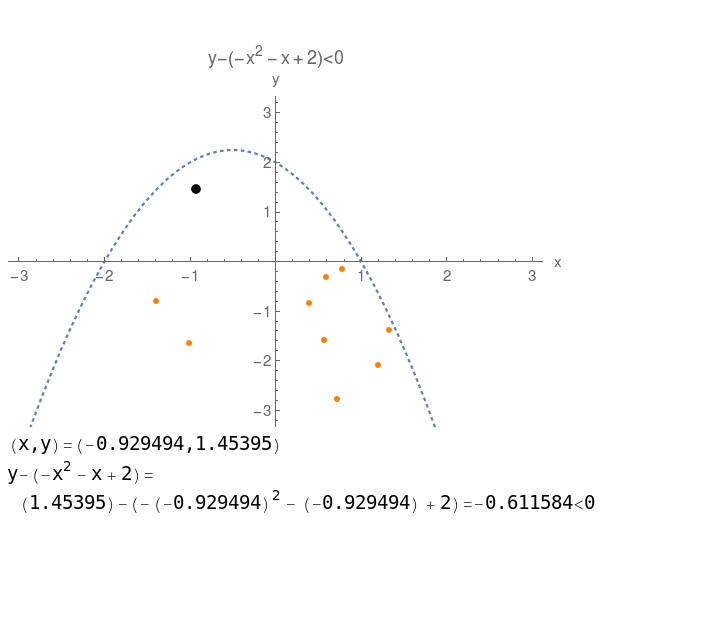 y−(−x² − x + 2)<0
y
3
2
1
−3 −2 −1 1 2 3 x
−1
−2
−3
(x,y)=(−0.929494,1.45395)
y−(−x² − x + 2)=
(1.45395)−(−(−0.929494)² − (−0.929494) + 2)=−0.611584<0